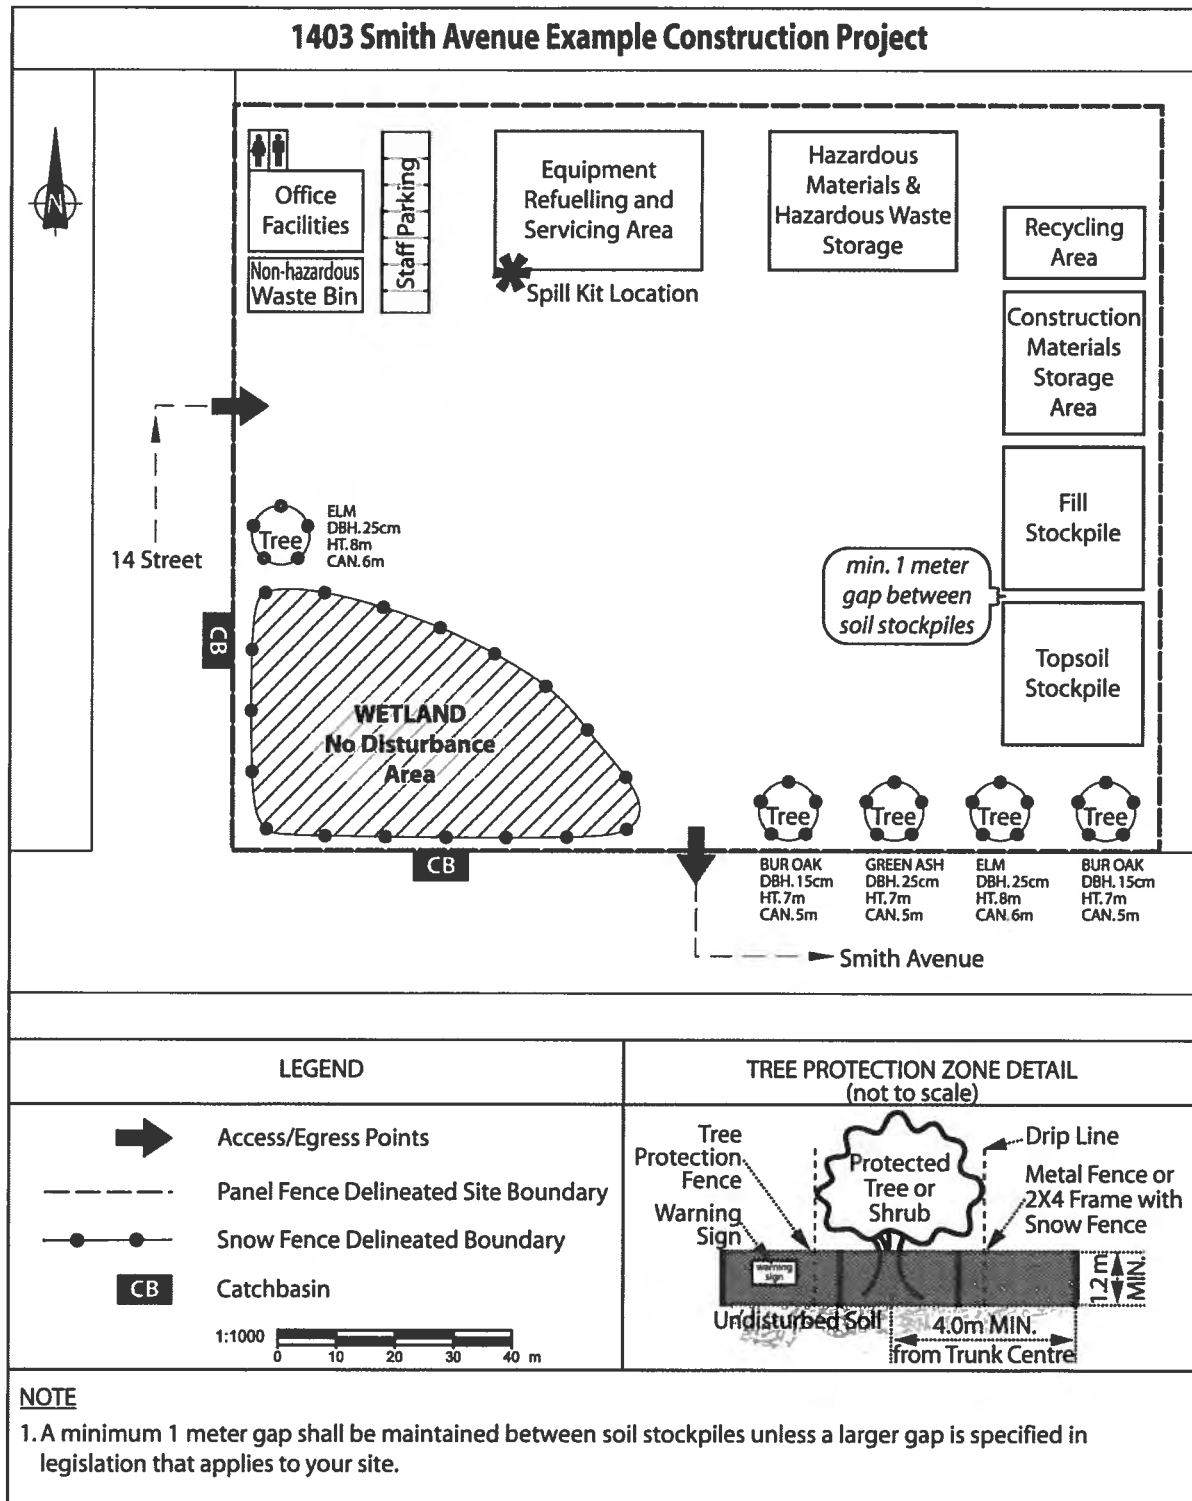 1403 Smith Avenue Example Construction Project
N
Office
Facilities
Non-hazardous
Waste Bin
Staff Parking
Equipment
Refuelling and
Servicing Area
Spill Kit Location
Hazardous
Materials &
Hazardous Waste
Storage
Recycling
Area
Construction
Materials
Storage
Area
Fill
Stockpile
min. 1 meter
gap between
soil stockpiles
Topsoil
Stockpile
14 Street
Tree
ELM
DBH. 25cm
HT. 8m
CAN. 6m
CB
WETLAND
No Disturbance
Area
CB
Tree
BUR OAK
DBH. 15cm
HT. 7m
CAN. 5m
Tree
GREEN ASH
DBH. 25cm
HT. 7m
CAN. 5m
Tree
ELM
DBH. 25cm
HT. 8m
CAN. 6m
Tree
BUR OAK
DBH. 15cm
HT. 7m
CAN. 5m
Smith Avenue
LEGEND
Access/Egress Points
Panel Fence Delineated Site Boundary
Snow Fence Delineated Boundary
CB Catchbasin
1:1000
0 10 20 30 40 m
TREE PROTECTION ZONE DETAIL
(not to scale)
Tree
Protection
Fence
Warning
Sign
Protected
Tree or
Shrub
Drip Line
Metal Fence or
2X4 Frame with
Snow Fence
warning
sign
1.2 m
MIN.
Undisturbed Soil
4.0m MIN.
from Trunk Centre
NOTE
1. A minimum 1 meter gap shall be maintained between soil stockpiles unless a larger gap is specified in
legislation that applies to your site.